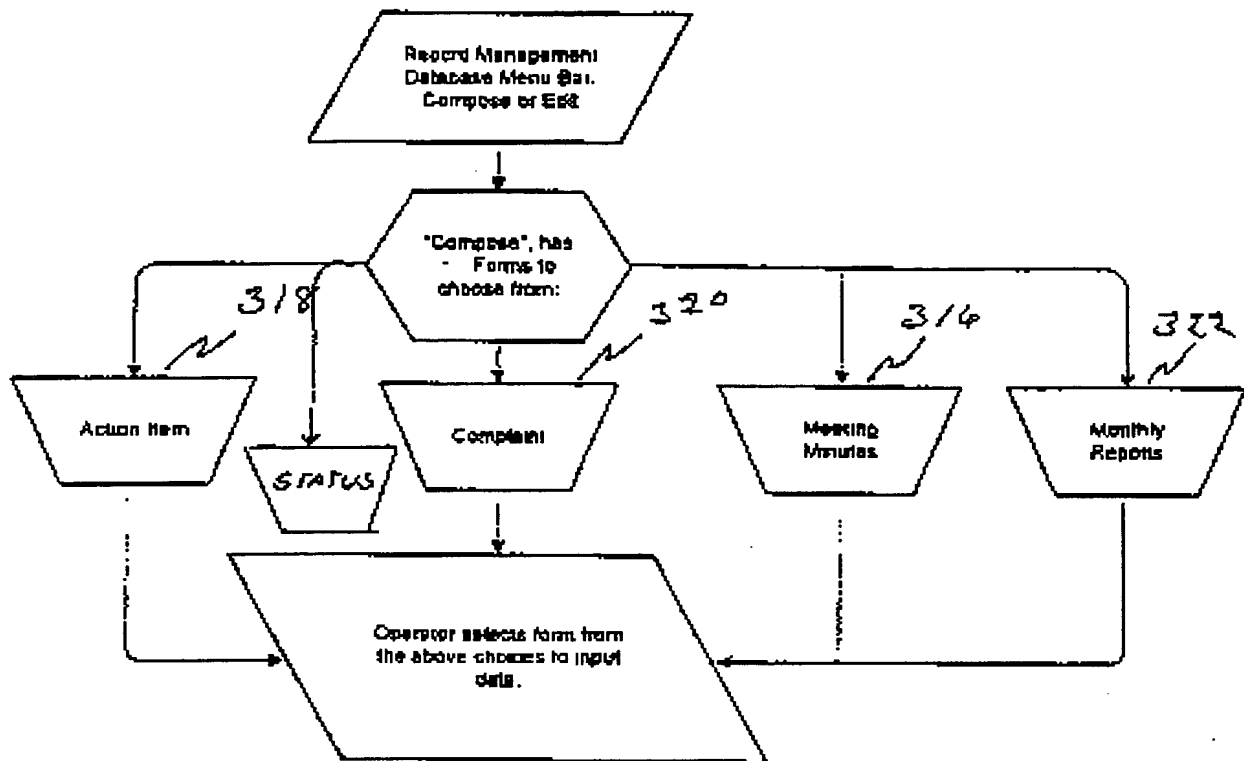 Record Management
Database Menu Bar.
Compose or Edit
"Compose", has
- Forms to
choose from:
318
320
316
322
Action Item
STATUS
Complaint
Meeting
Minutes
Monthly
Reports
Operator selects form from
the above choices to input
data.